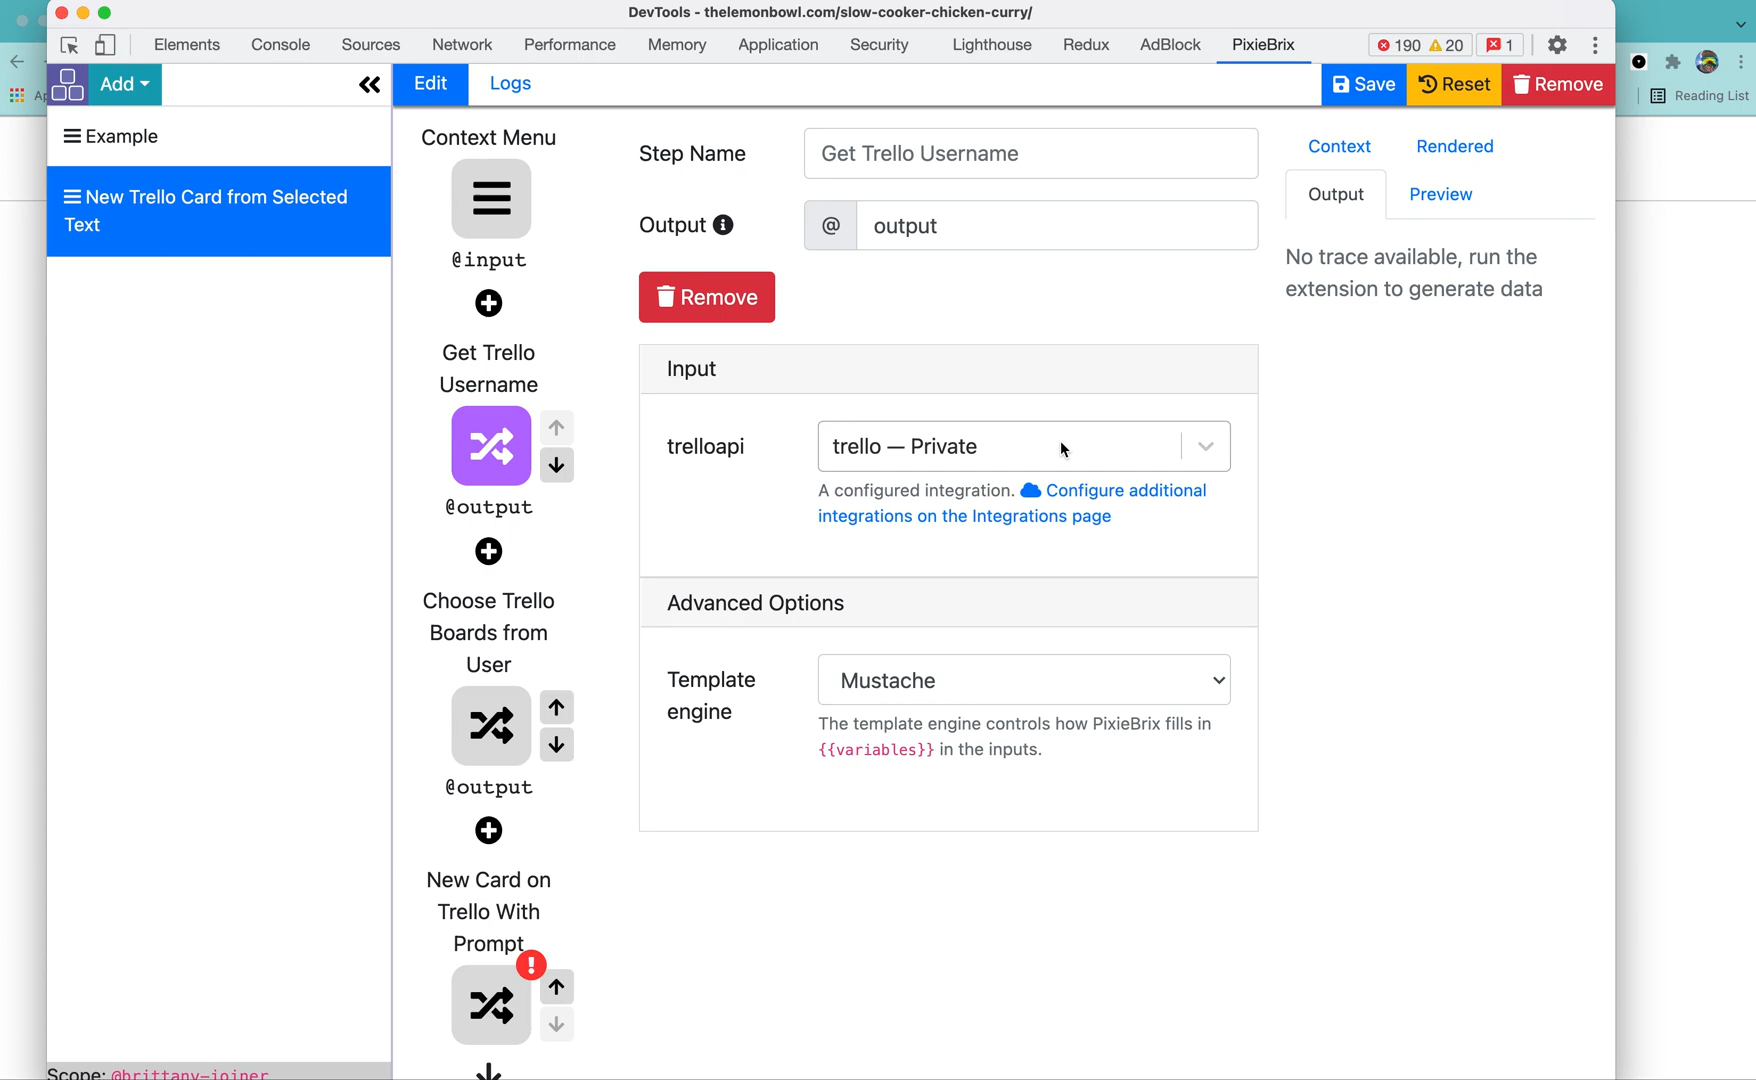 DevTools - thelemonbowl.com/slow-cooker-chicken-curry/
Elements Console Sources Network Performance Memory Application Security Lighthouse Redux AdBlock PixieBrix 190 20 1
Add Edit Logs Save Reset Remove
Reading List
Example
New Trello Card from Selected
Text
Scope: @brittany-joiner
Context Menu
@input
Get Trello
Username
@output
Choose Trello
Boards from
User
@output
New Card on
Trello With
Prompt
!
Step Name Get Trello Username
Output @ output
Remove
Input
trelloapi trello — Private
A configured integration. Configure additional
integrations on the Integrations page
Advanced Options
Template
engine
Mustache
The template engine controls how PixieBrix fills in
{{variables}} in the inputs.
Context Rendered
Output Preview
No trace available, run the
extension to generate data